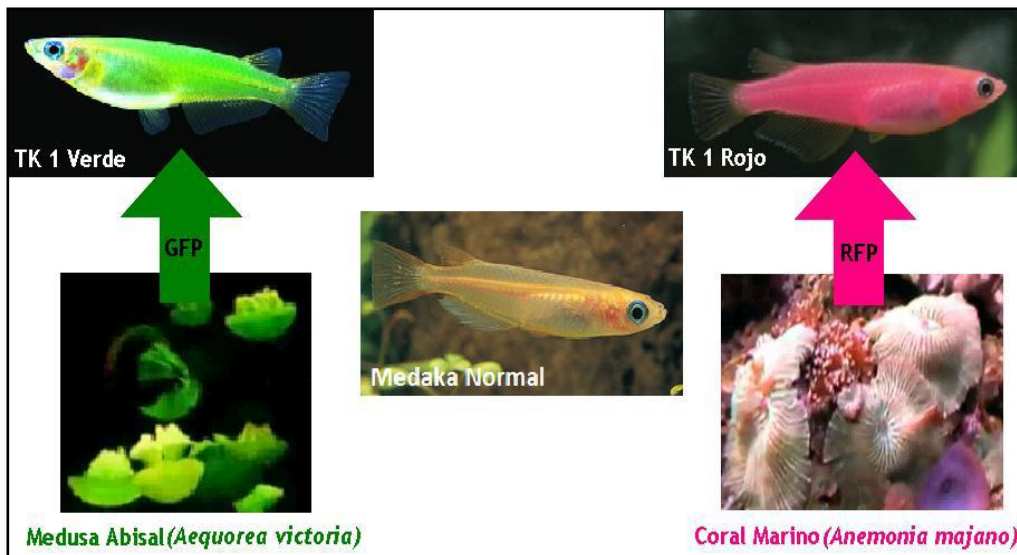 TK 1 Verde
TK 1 Rojo
GFP
RFP
Medaka Normal
Medusa Abisal (Aequorea victoria)
Coral Marino (Anemonia majano)